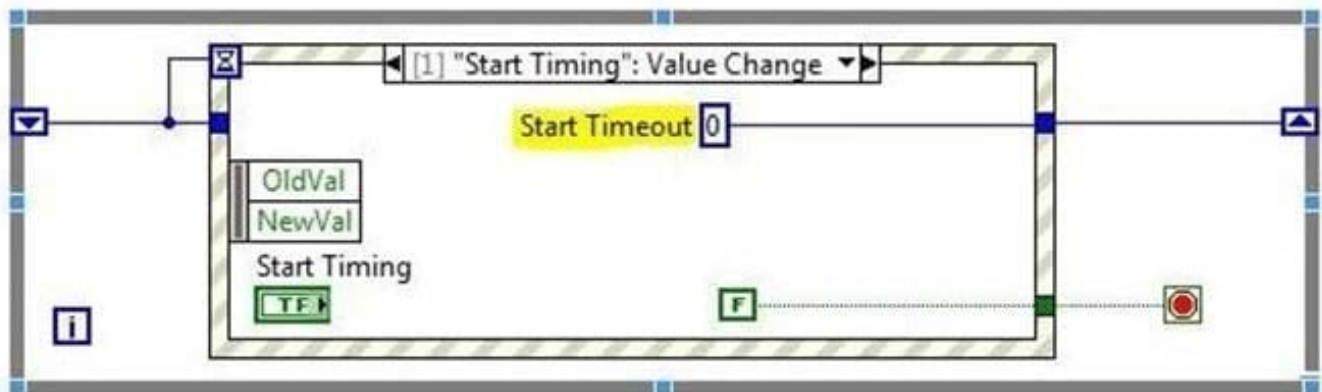 [1] "Start Timing": Value Change
Start Timeout 0
OldVal
NewVal
Start Timing
TF
F
i